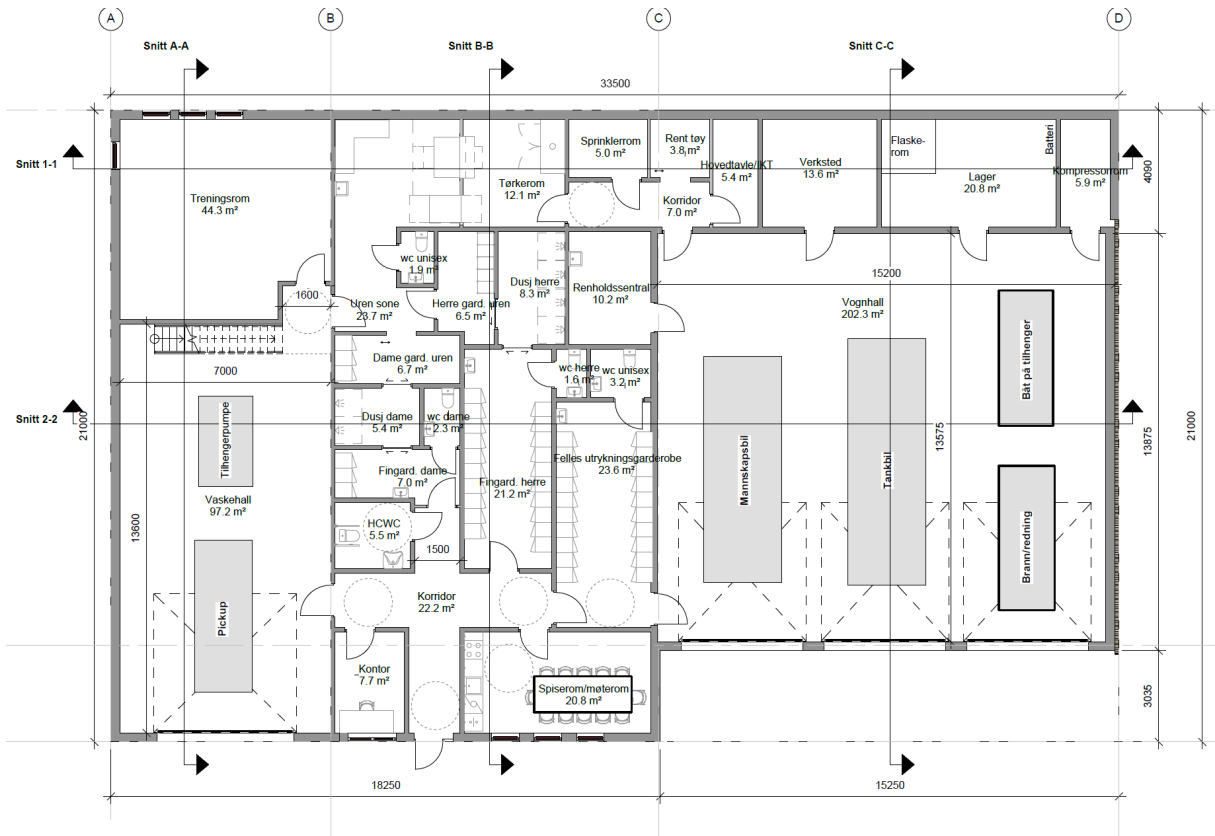 A
B
C
D
Snitt A-A
Snitt B-B
Snitt C-C
33500
Snitt 1-1
Treningsrom
44.3 m²
Tørkerom
12.1 m²
Sprinklerrom
5.0 m²
Rent tøy
3.8 m²
Hovedtavle/IKT
5.4 m²
Verksted
13.6 m²
Flaske-
rom
Lager
20.8 m²
Batteri
Kompressorrom
5.9 m²
4090
Korridor
7.0 m²
wc unisex
1.9 m²
Dusj herre
8.3 m²
Renholdssentral
10.2 m²
15200
1600
Uren sone
23.7 m²
Herre gard. uren
6.5 m²
Vognhall
202.3 m²
Båt på tilhenger
Dame gard. uren
6.7 m²
wc herre
1.6 m²
wc unisex
3.2 m²
7000
Snitt 2-2
21000
Tilhengerpumpe
Dusj dame
5.4 m²
wc dame
2.3 m²
13575
13875
21000
Felles utrykningsgarderobe
23.6 m²
Mannskapsbil
Tankbil
Brann/redning
Fingard. dame
7.0 m²
Fingard. herre
21.2 m²
Vaskehall
97.2 m²
13600
HCWC
5.5 m²
1500
Pickup
Korridor
22.2 m²
Kontor
7.7 m²
Spiserom/møterom
20.8 m²
3035
18250
15250